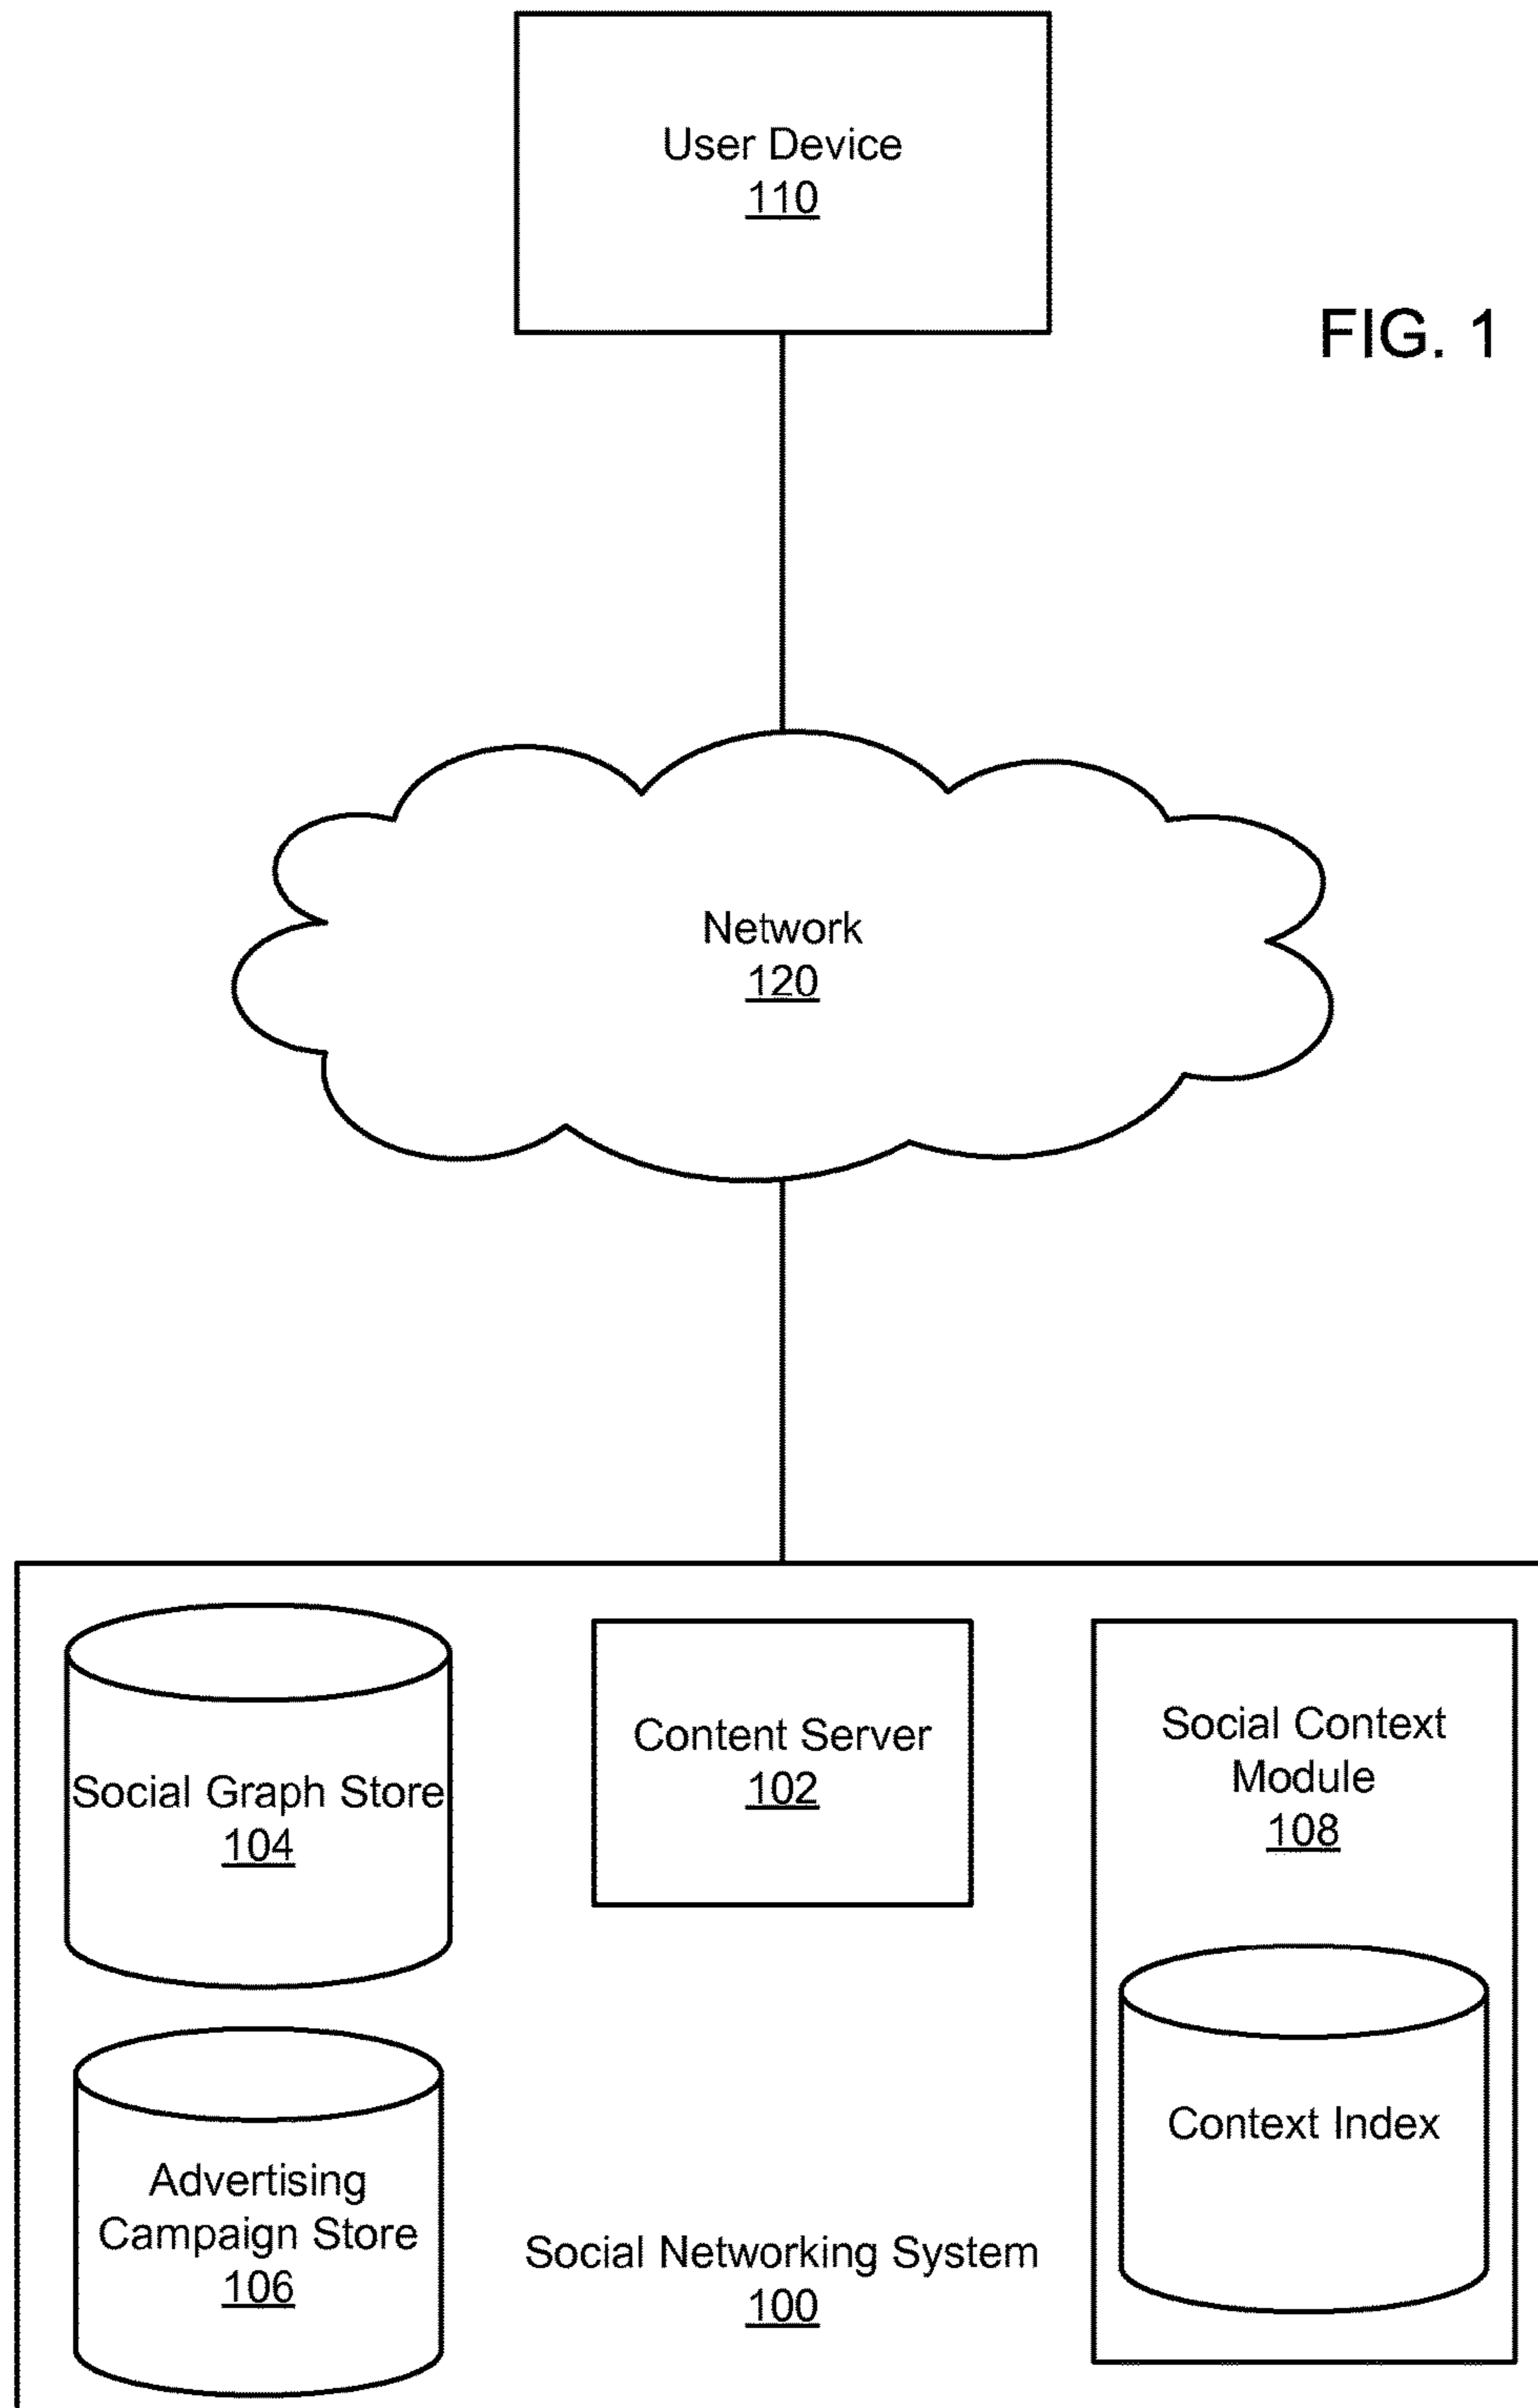 User Device
110
FIG. 1
Network
120
Social Graph Store
104
Content Server
102
Social Context
Module
108
Context Index
Advertising
Campaign Store
106
Social Networking System
100